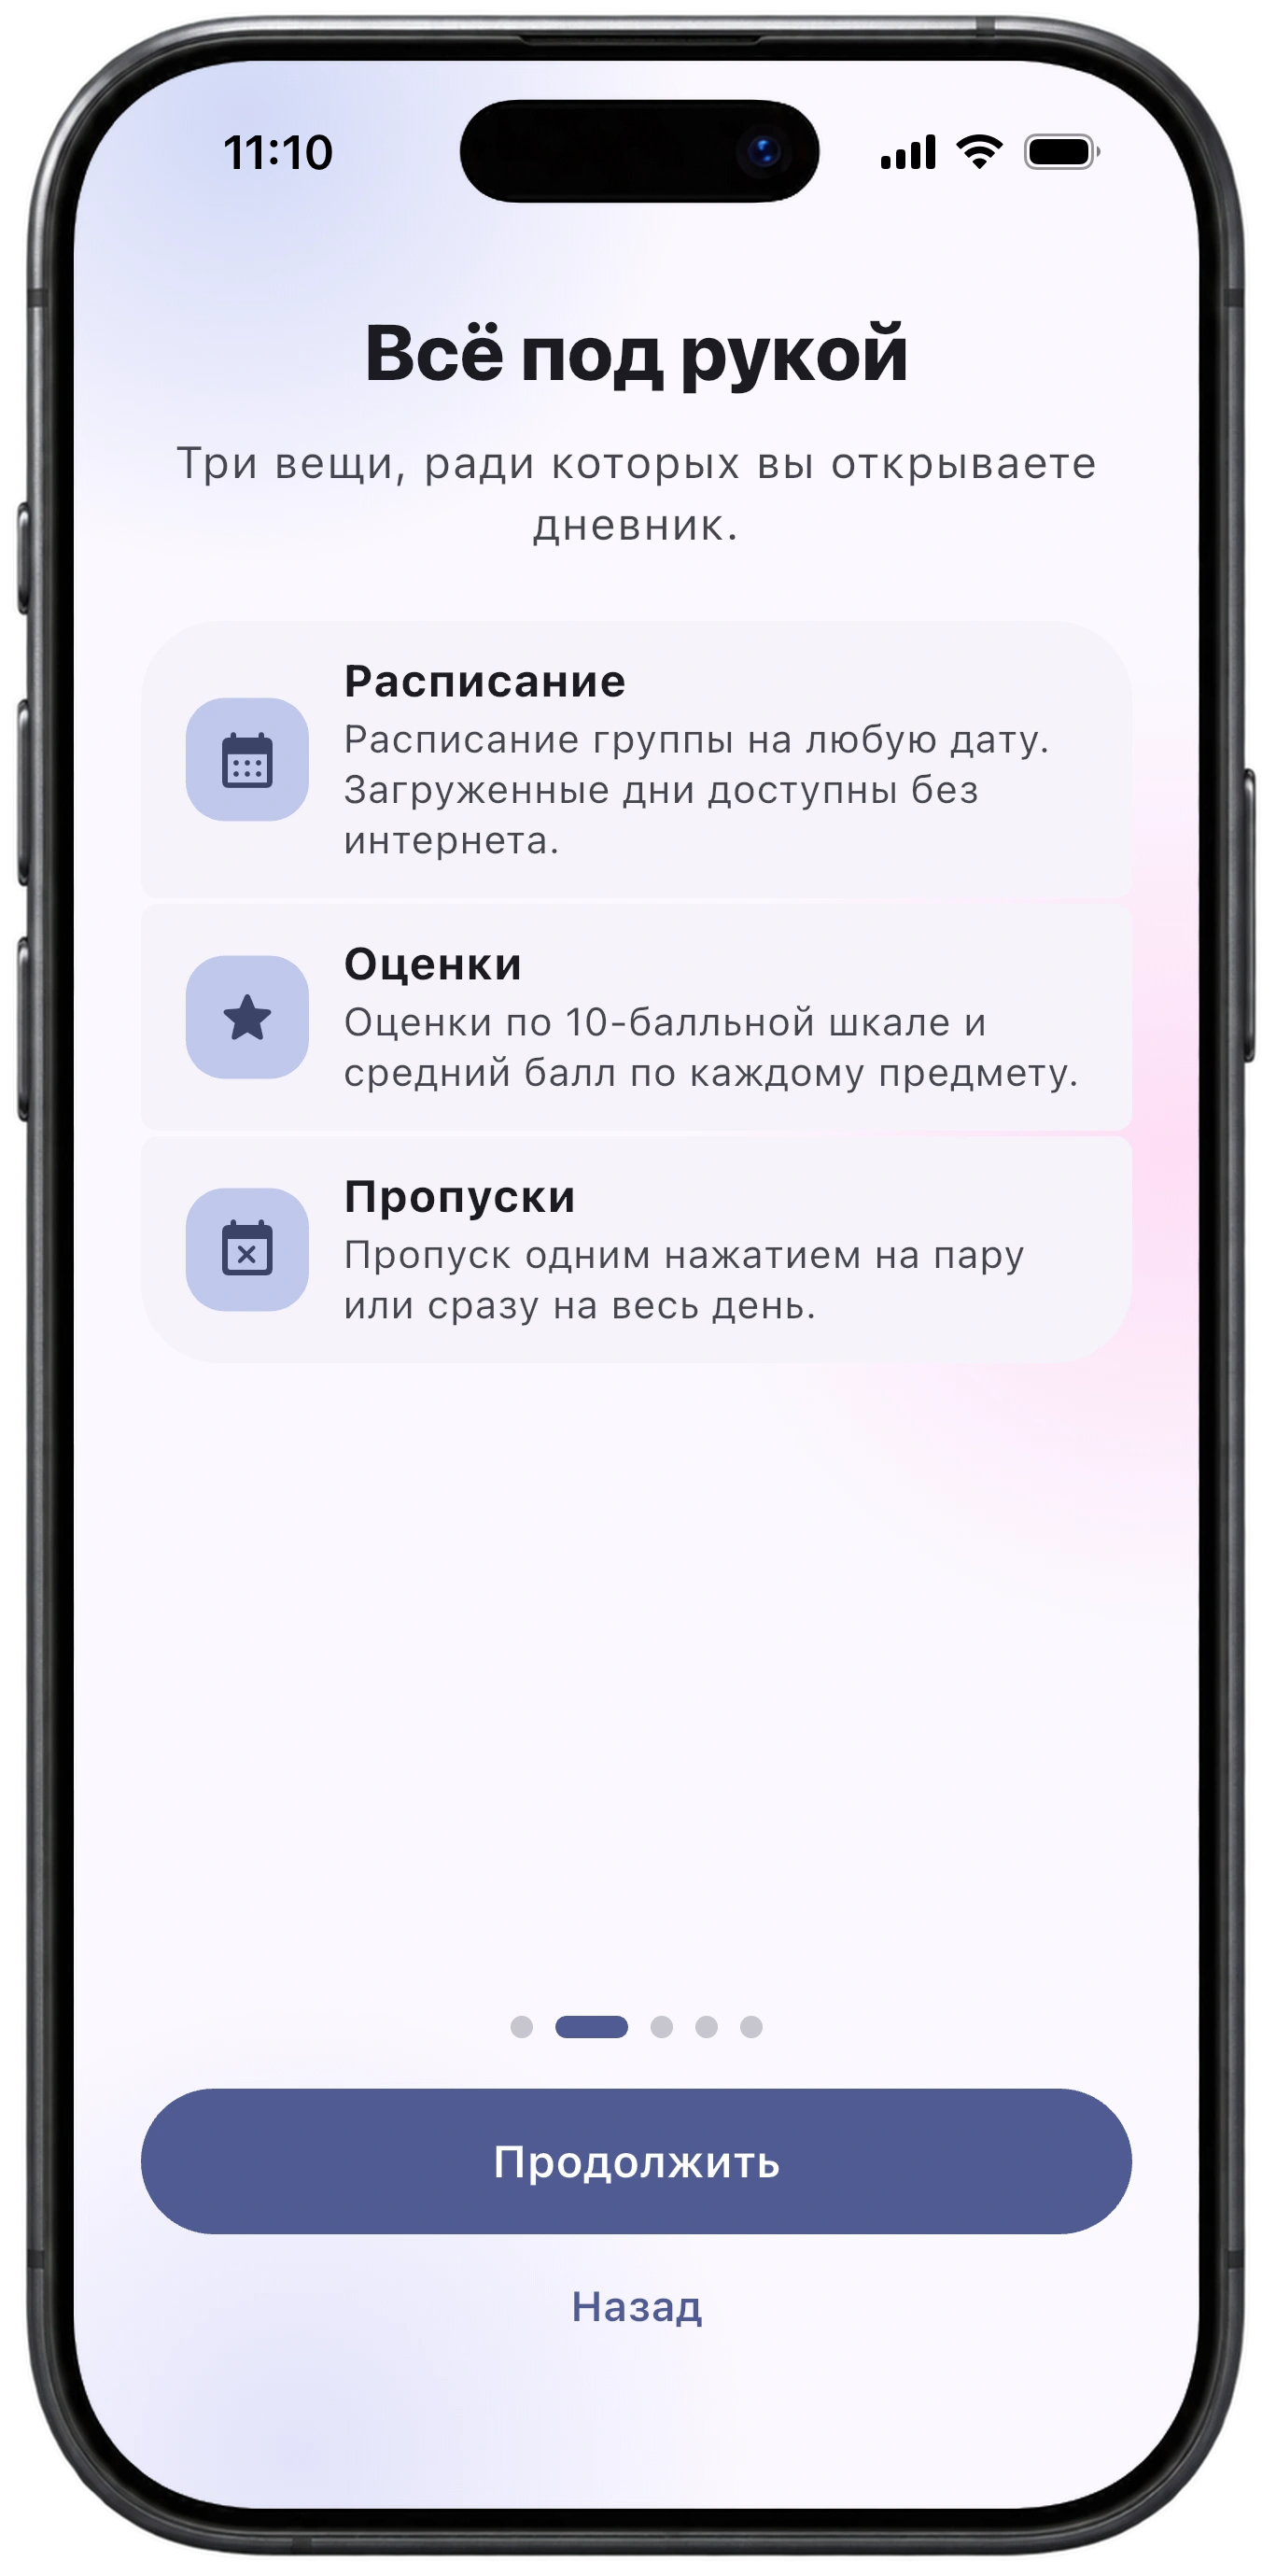 11:10
Всё под рукой
Три вещи, ради которых вы открываете
дневник.
Расписание
Расписание группы на любую дату.
Загруженные дни доступны без
интернета.
Оценки
Оценки по 10-балльной шкале и
средний балл по каждому предмету.
Пропуски
Пропуск одним нажатием на пару
или сразу на весь день.
Продолжить
Назад